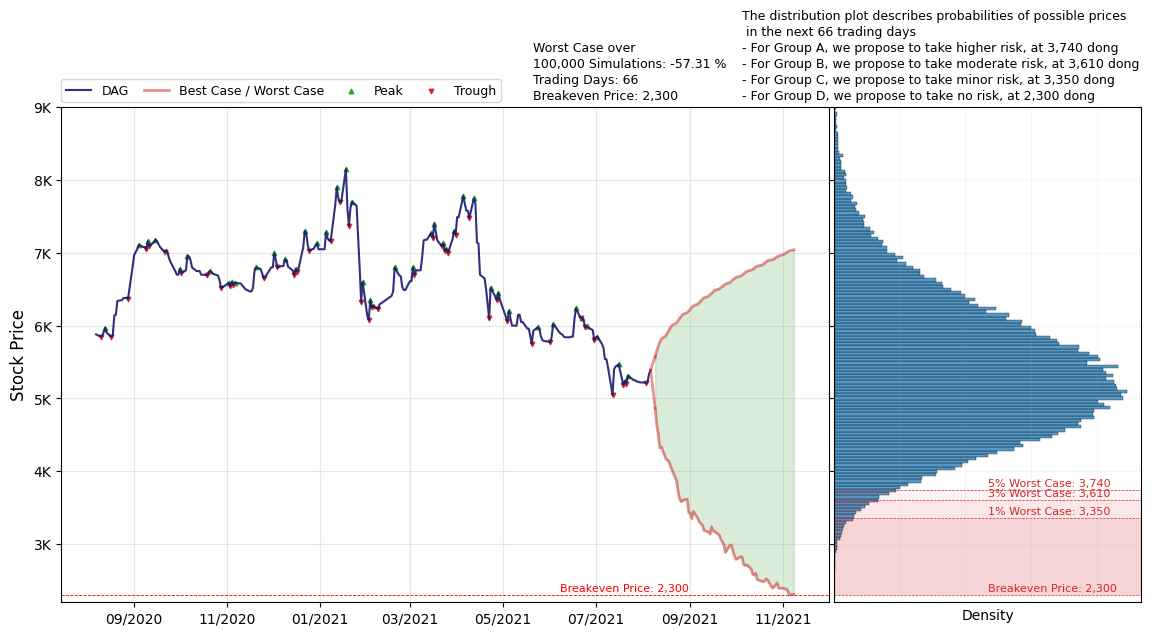 The distribution plot describes probabilities of possible prices
in the next 66 trading days
- For Group A, we propose to take higher risk, at 3,740 dong
- For Group B, we propose to take moderate risk, at 3,610 dong
- For Group C, we propose to take minor risk, at 3,350 dong
- For Group D, we propose to take no risk, at 2,300 dong
Worst Case over
100,000 Simulations: -57.31 %
Trading Days: 66
Breakeven Price: 2,300
DAG
Best Case / Worst Case
Peak
Trough
Stock Price
9K
8K
7K
6K
5K
4K
3K
Breakeven Price: 2,300
09/2020
11/2020
01/2021
03/2021
05/2021
07/2021
09/2021
11/2021
5% Worst Case: 3,740
3% Worst Case: 3,610
1% Worst Case: 3,350
Breakeven Price: 2,300
Density